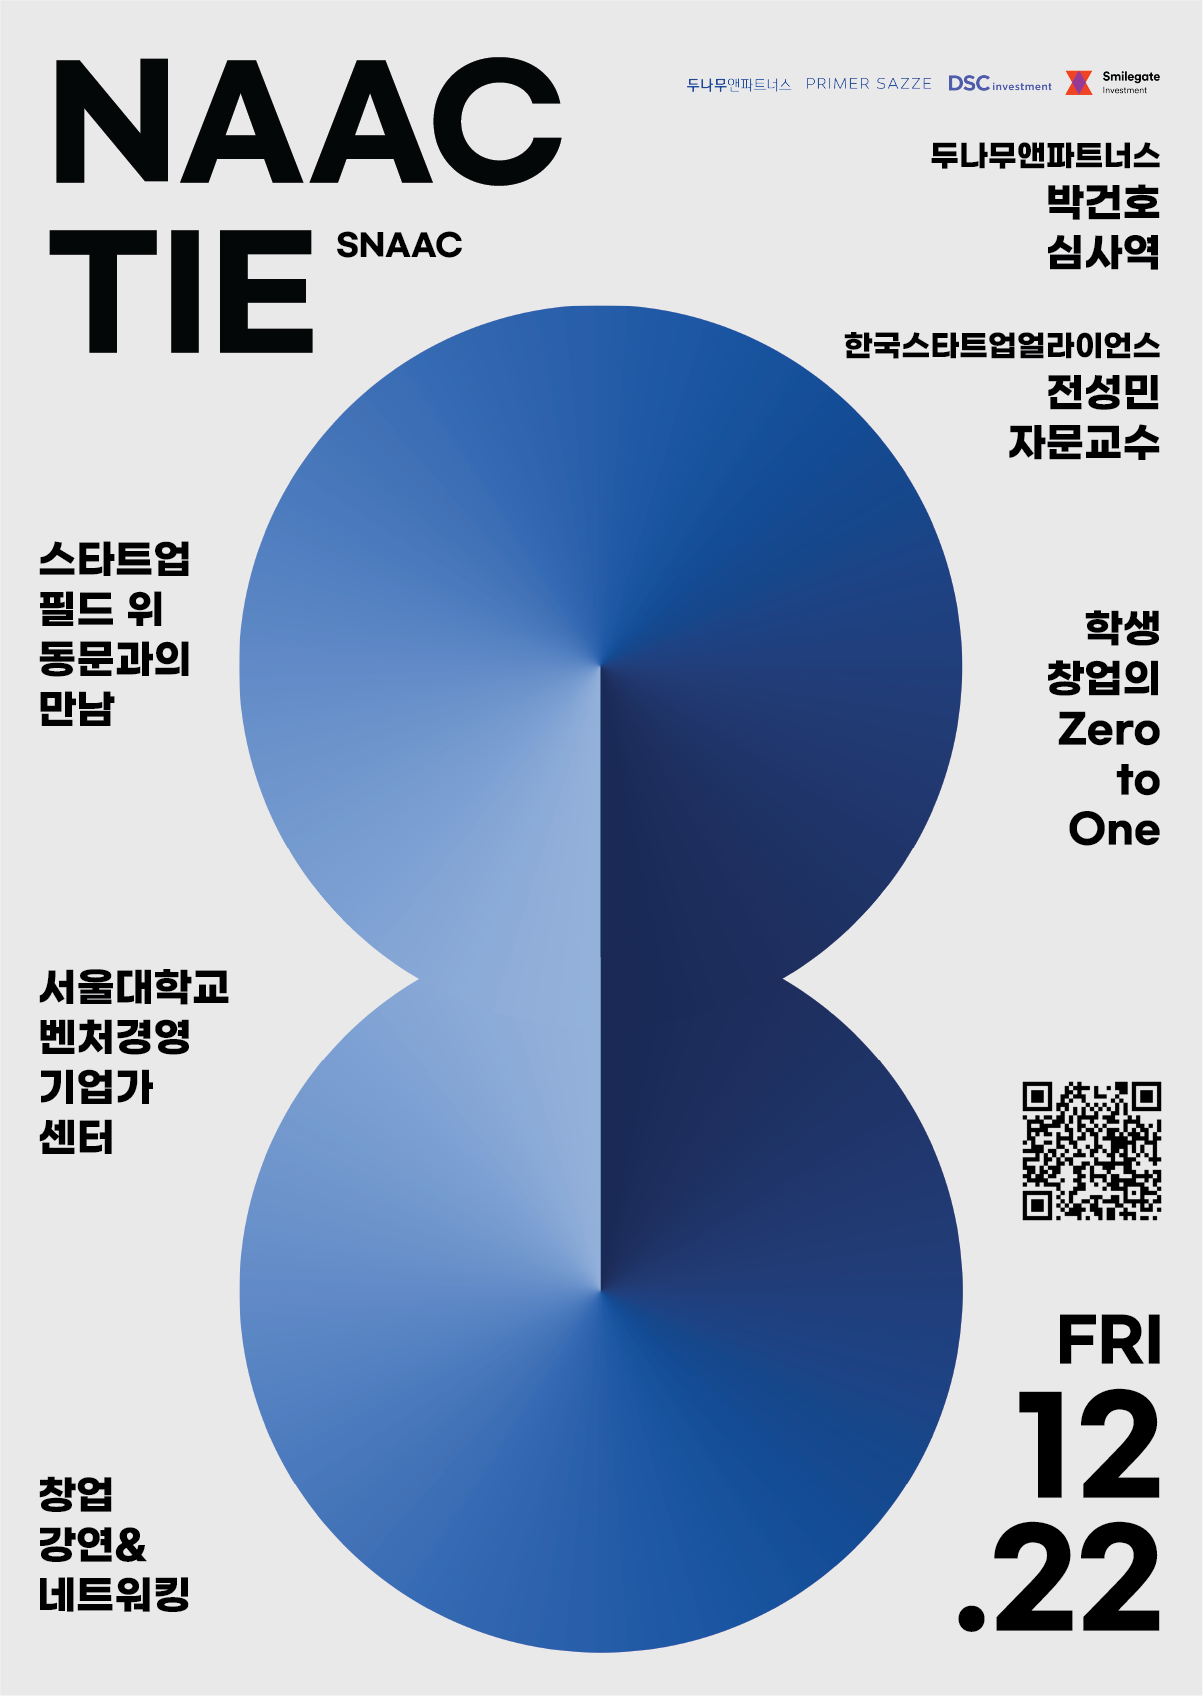 NAAC
TIE SNAAC
두나무앤파트너스 PRIMER SAZZE DSC investment Smilegate Investment
두나무앤파트너스
박건호
심사역
한국스타트업얼라이언스
전성민
자문교수
스타트업
필드 위
동문과의
만남
학생
창업의
Zero
to
One
서울대학교
벤처경영
기업가
센터
창업
강연&
네트워킹
FRI
12
.22